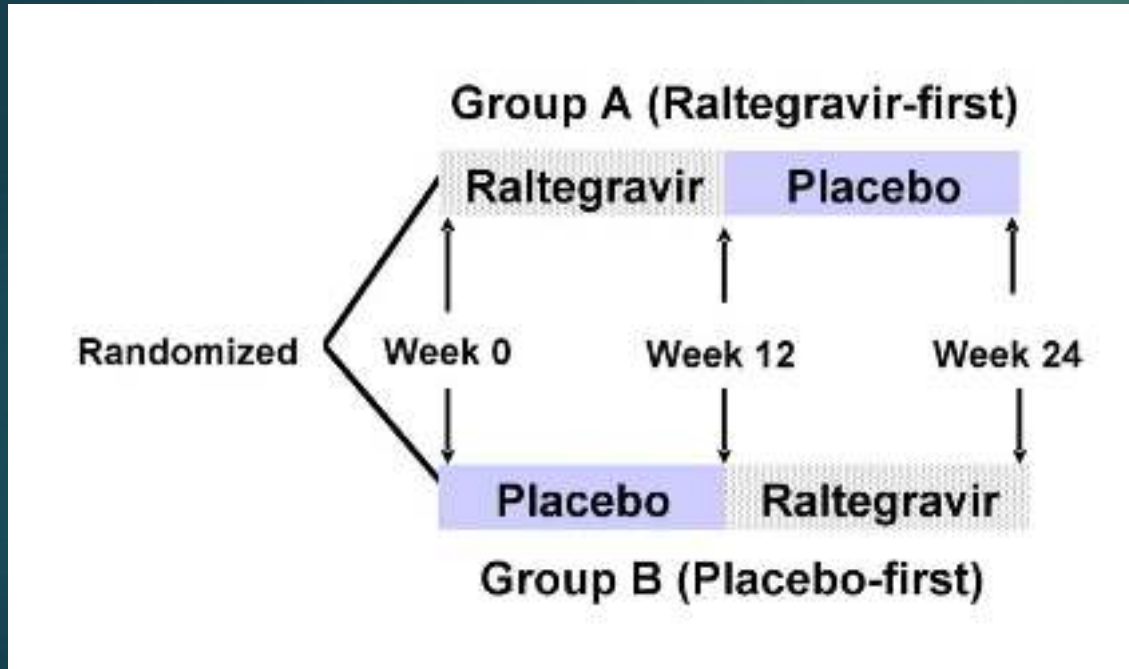 Group A (Raltegravir-first)
Raltegravir Placebo
Randomized Week 0 Week 12 Week 24
Placebo Raltegravir
Group B (Placebo-first)